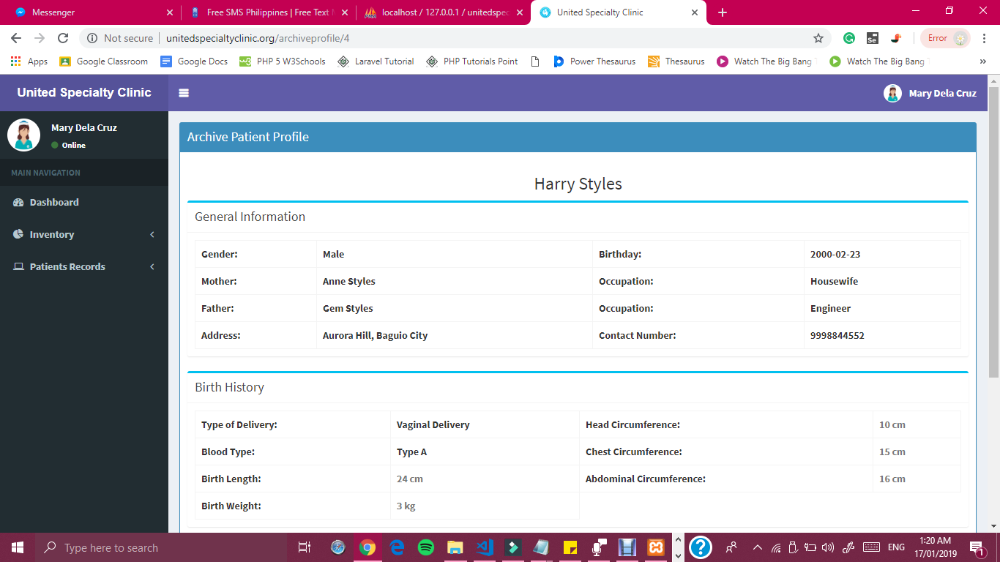 Messenger
Free SMS Philippines | Free Text M
localhost / 127.0.0.1 / unitedspec
United Specialty Clinic
Not secure
unitedspecialtyclinic.org/archiveprofile/4
Se
Error
Apps
Google Classroom
Google Docs
PHP 5 W3Schools
Laravel Tutorial
PHP Tutorials Point
Power Thesaurus
Thesaurus
Watch The Big Bang
Watch The Big Bang
United Specialty Clinic
Mary Dela Cruz
Mary Dela Cruz
Online
MAIN NAVIGATION
Dashboard
Inventory
Patients Records
Archive Patient Profile
Harry Styles
General Information
Gender: Male Birthday: 2000-02-23
Mother: Anne Styles Occupation: Housewife
Father: Gem Styles Occupation: Engineer
Address: Aurora Hill, Baguio City Contact Number: 9998844552
Birth History
Type of Delivery: Vaginal Delivery Head Circumference: 10 cm
Blood Type: Type A Chest Circumference: 15 cm
Birth Length: 24 cm Abdominal Circumference: 16 cm
Birth Weight: 3 kg
Type here to search
ENG
1:20 AM
17/01/2019
1